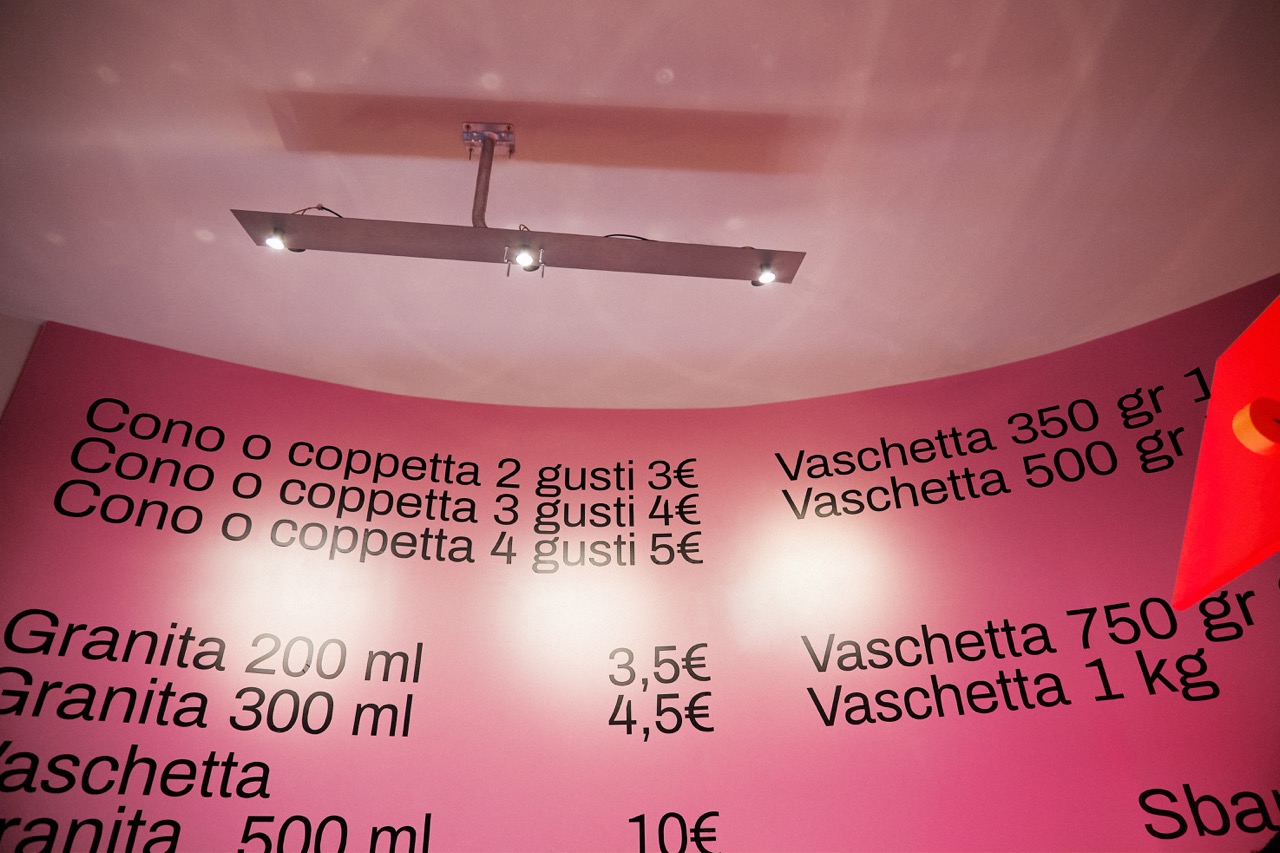 Cono o coppetta 2 gusti 3€
Cono o coppetta 3 gusti 4€
Cono o coppetta 4 gusti 5€
Granita 200 ml 3,5€
Granita 300 ml 4,5€
Vaschetta
Granita 500 ml 10€
Vaschetta 350 gr
Vaschetta 500 gr
Vaschetta 750 gr
Vaschetta 1 kg